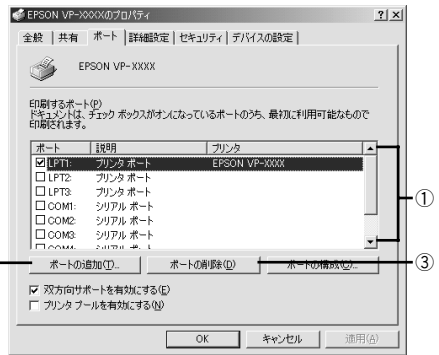 EPSON VP-XXXXのプロパティ
全般 共有 ポート 詳細設定 セキュリティ デバイスの設定
EPSON VP-XXXX
印刷するポート(P)
ドキュメントは、チェック ボックスがオンになっているポートのうち、最初に利用可能なもので
印刷されます。
ポート 説明 プリンタ
LPT1: プリンタ ポート EPSON VP-XXXX
LPT2: プリンタ ポート
LPT3: プリンタ ポート
COM1: シリアル ポート
COM2: シリアル ポート
COM3: シリアル ポート
COM4: シリアル ポート
①
ポートの追加(T)... ポートの削除(D) ポートの構成(C)...
③
双方向サポートを有効にする(E)
プリンタ プールを有効にする(N)
OK キャンセル 適用(A)